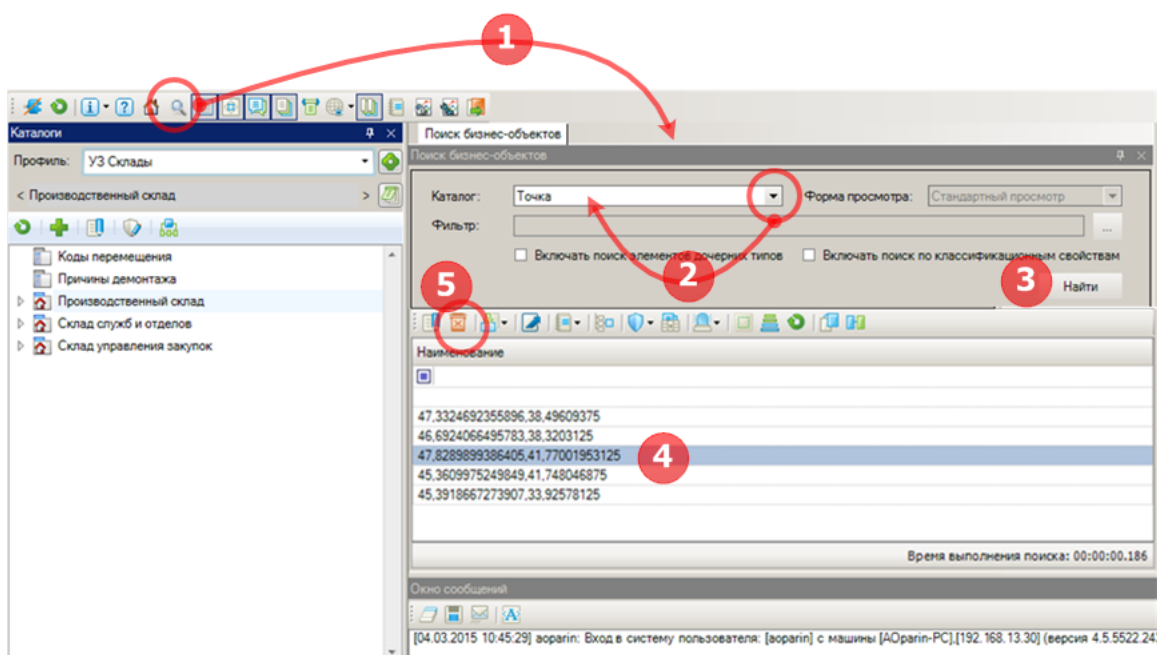 1
Каталоги
Профиль: УЗ Склады
< Производственный склад >
Коды перемещения
Причины демонтажа
Производственный склад
Склад служб и отделов
Склад управления закупок
Поиск бизнес-объектов
Поиск бизнес-объектов
Каталог: Точка Форма просмотра: Стандартный просмотр
Фильтр: ...
Включать поиск элементов дочерних типов Включать поиск по классификационным свойствам
2
3 Найти
5
Наименование
47,3324692355896,38,49609375
46,6924066495783,38,3203125
47,8289899386405,41,77001953125
4
45,3609975249849,41,748046875
45,3918667273907,33,92578125
Время выполнения поиска: 00:00:00.186
Окно сообщений
[04.03.2015 10:45:29] aoparin: Вход в систему пользователя: [aoparin] с машины [AOparin-PC],[192.168.13.30] (версия 4.5.5522.24